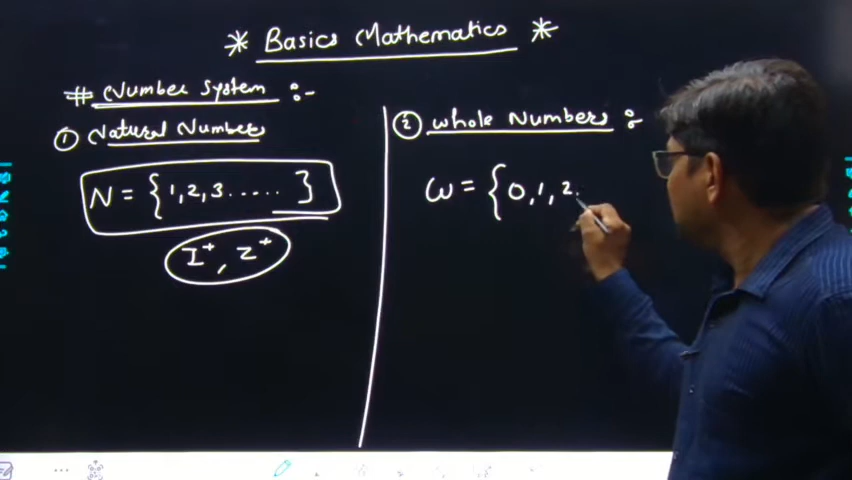 * Basics Mathematics *
# Number System :-
① Natural Numbers
N = {1,2,3.......}
I⁺, Z⁺
② Whole Numbers :-
W = {0,1,2.